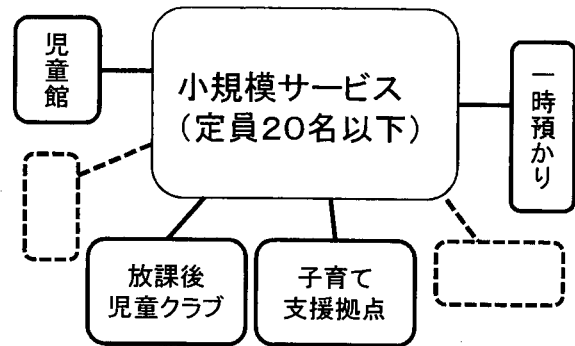 児童館
小規模サービス
（定員20名以下）
一時預かり
放課後
児童クラブ
子育て
支援拠点